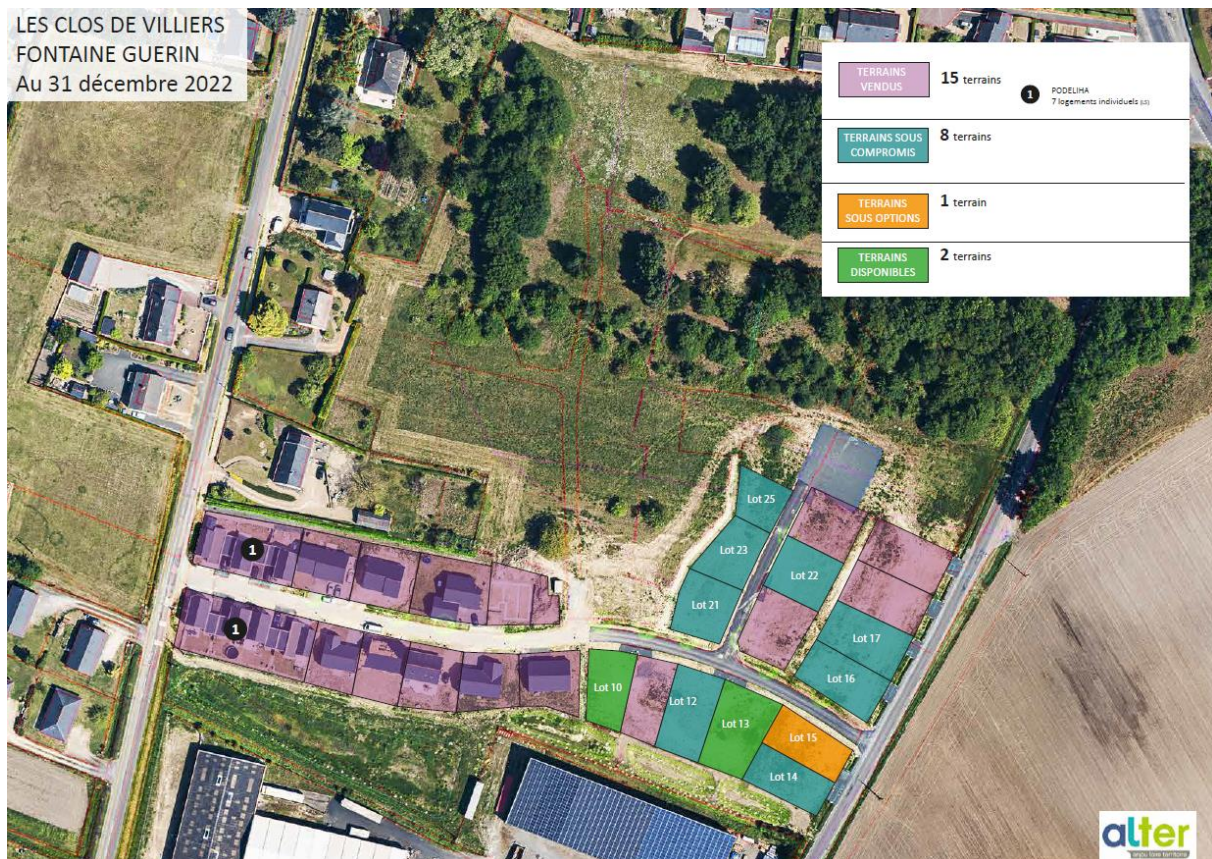 LES CLOS DE VILLIERS
FONTAINE GUERIN
Au 31 décembre 2022
TERRAINS
VENDUS
15 terrains
1
PODELIHA
7 logements individuels
TERRAINS SOUS
COMPROMIS
8 terrains
TERRAINS
SOUS OPTIONS
1 terrain
TERRAINS
DISPONIBLES
2 terrains
Lot 25
Lot 23
Lot 22
Lot 21
1
1
Lot 17
Lot 16
Lot 10
Lot 12
Lot 13
Lot 15
Lot 14
alter